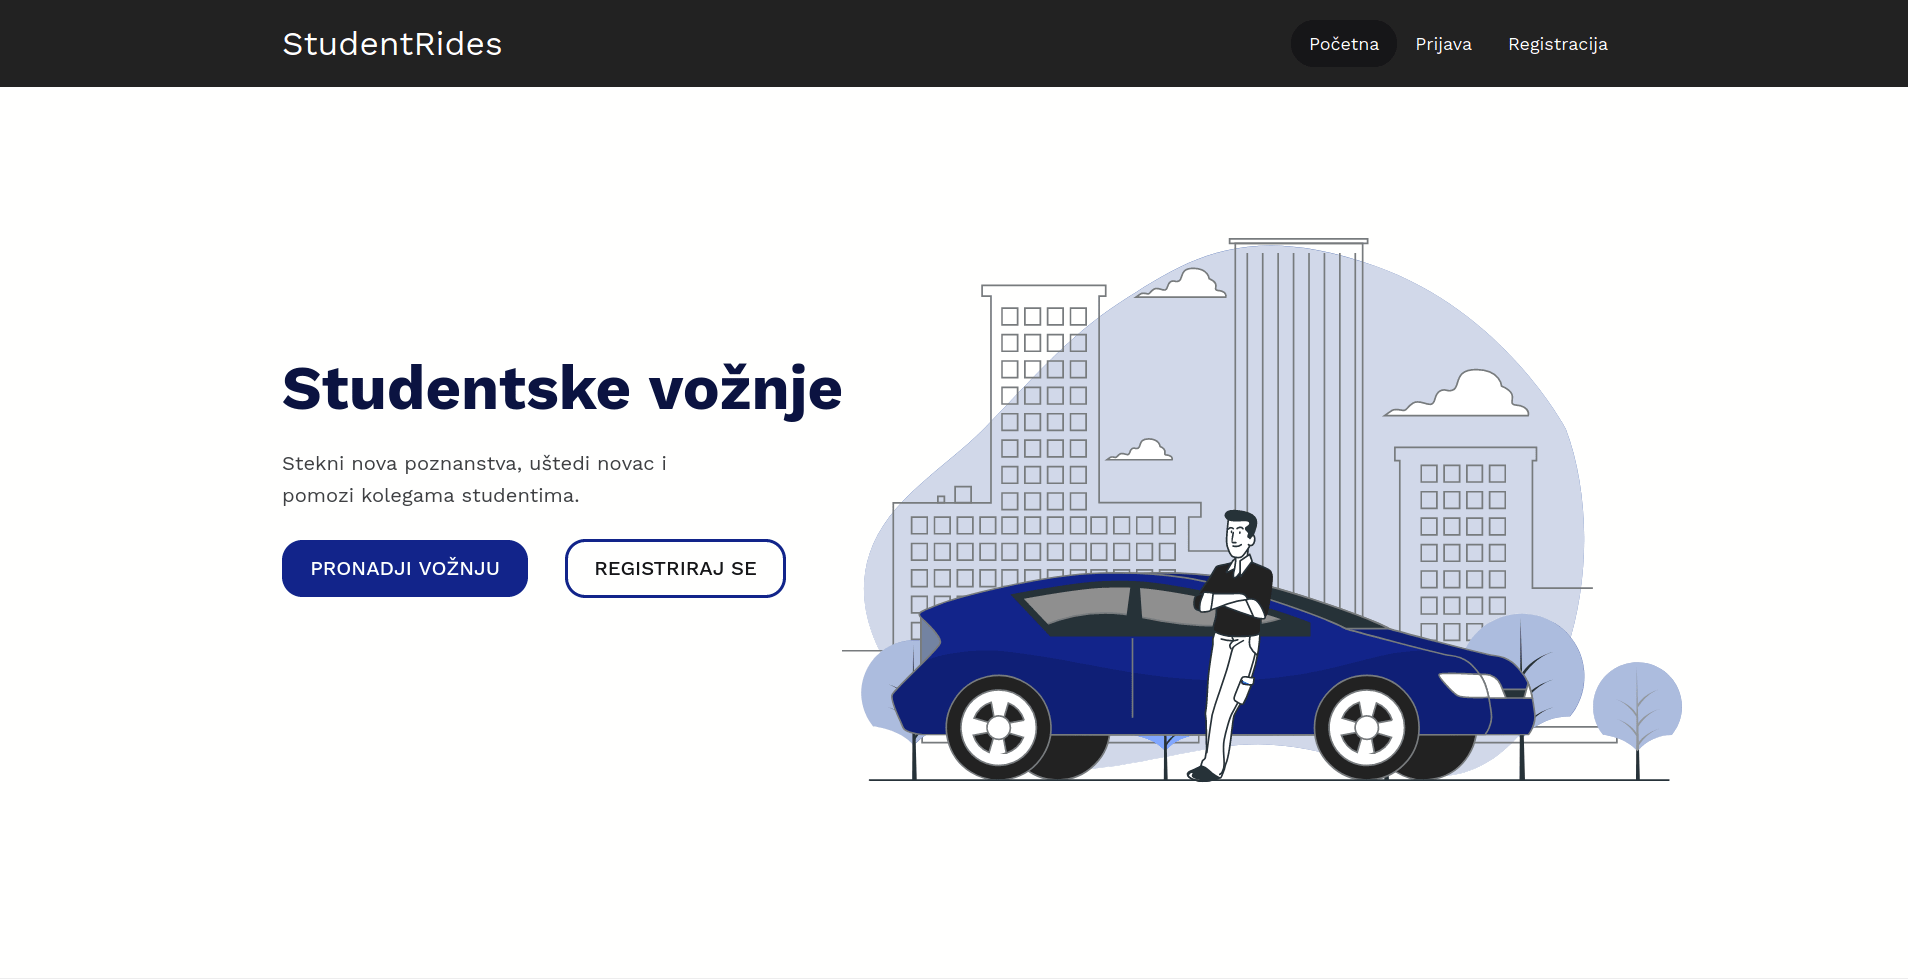 StudentRides
Početna
Prijava
Registracija
Studentske vožnje
Stekni nova poznanstva, uštedi novac i
pomozi kolegama studentima.
PRONADJI VOŽNJU
REGISTRIRAJ SE